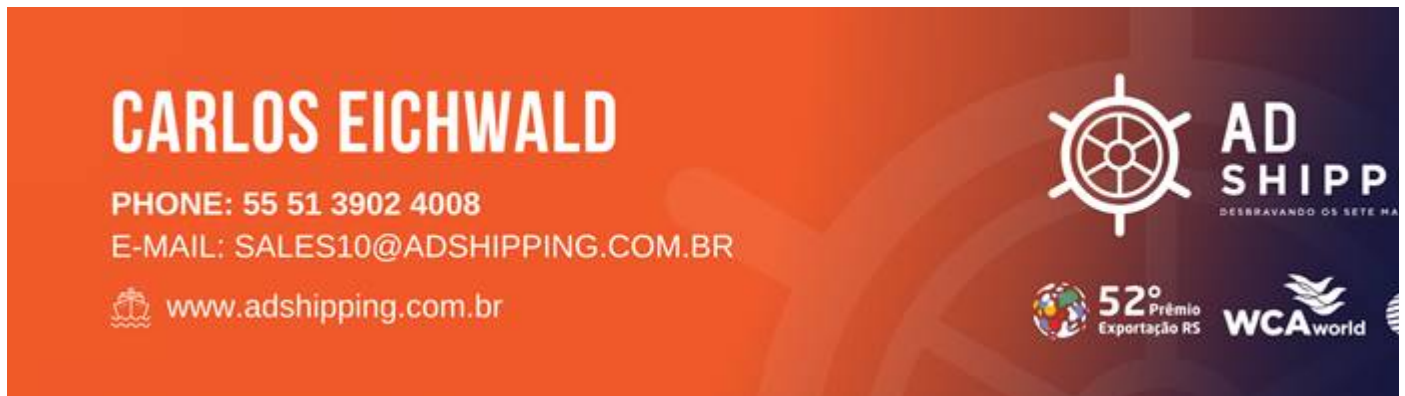 CARLOS EICHWALD
PHONE: 55 51 3902 4008
E-MAIL: SALES10@ADSHIPPING.COM.BR
www.adshipping.com.br
AD
SHIPP
DESBRAVANDO OS SETE MA
52º Prêmio
Exportação RS
WCAworld